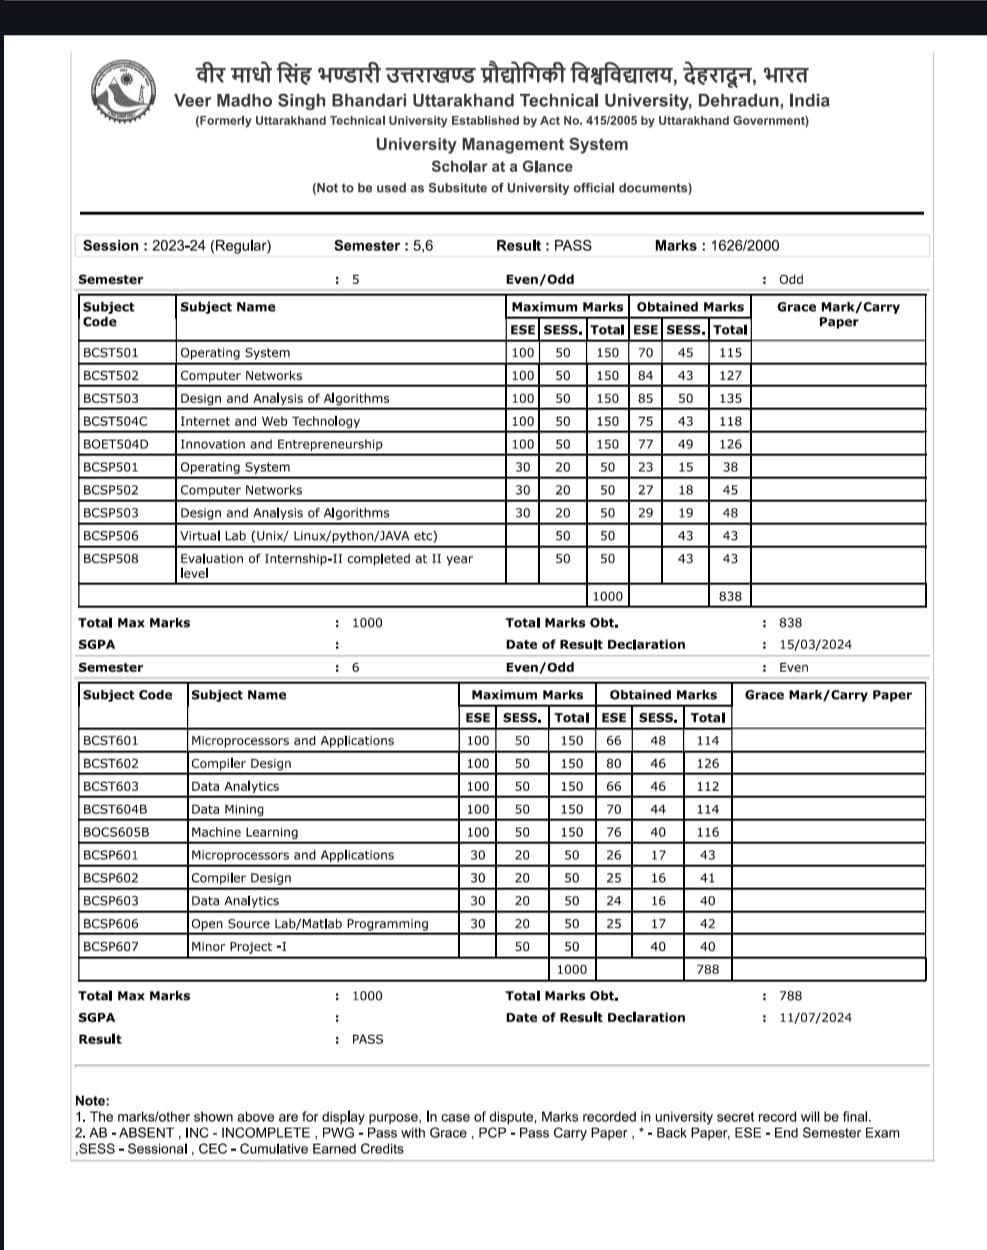 वीर माधो सिंह भण्डारी उत्तराखण्ड प्रौद्योगिकी विश्वविद्यालय, देहरादून, भारत
Veer Madho Singh Bhandari Uttarakhand Technical University, Dehradun, India
(Formerly Uttarakhand Technical University Established by Act No. 415/2005 by Uttarakhand Government)
University Management System
Scholar at a Glance
(Not to be used as Subsitute of University official documents)
Session : 2023-24 (Regular) Semester : 5,6 Result : PASS Marks : 1626/2000
Semester : 5 Even/Odd : Odd
Subject Code Subject Name Maximum Marks Obtained Marks Grace Mark/Carry Paper
ESE SESS. Total ESE SESS. Total
BCST501 Operating System 100 50 150 70 45 115
BCST502 Computer Networks 100 50 150 84 43 127
BCST503 Design and Analysis of Algorithms 100 50 150 85 50 135
BCST504C Internet and Web Technology 100 50 150 75 43 118
BOET504D Innovation and Entrepreneurship 100 50 150 77 49 126
BCSP501 Operating System 30 20 50 23 15 38
BCSP502 Computer Networks 30 20 50 27 18 45
BCSP503 Design and Analysis of Algorithms 30 20 50 29 19 48
BCSP506 Virtual Lab (Unix/ Linux/python/JAVA etc) 50 50 43 43
BCSP508 Evaluation of Internship-II completed at II year level 50 50 43 43
1000 838
Total Max Marks : 1000 Total Marks Obt. : 838
SGPA : Date of Result Declaration : 15/03/2024
Semester : 6 Even/Odd : Even
Subject Code Subject Name Maximum Marks Obtained Marks Grace Mark/Carry Paper
ESE SESS. Total ESE SESS. Total
BCST601 Microprocessors and Applications 100 50 150 66 48 114
BCST602 Compiler Design 100 50 150 80 46 126
BCST603 Data Analytics 100 50 150 66 46 112
BCST604B Data Mining 100 50 150 70 44 114
BOCS605B Machine Learning 100 50 150 76 40 116
BCSP601 Microprocessors and Applications 30 20 50 26 17 43
BCSP602 Compiler Design 30 20 50 25 16 41
BCSP603 Data Analytics 30 20 50 24 16 40
BCSP606 Open Source Lab/Matlab Programming 30 20 50 25 17 42
BCSP607 Minor Project -I 50 50 40 40
1000 788
Total Max Marks : 1000 Total Marks Obt. : 788
SGPA : Date of Result Declaration : 11/07/2024
Result : PASS
Note:
1. The marks/other shown above are for display purpose, In case of dispute, Marks recorded in university secret record will be final.
2. AB - ABSENT , INC - INCOMPLETE , PWG - Pass with Grace , PCP - Pass Carry Paper , * - Back Paper, ESE - End Semester Exam
,SESS - Sessional , CEC - Cumulative Earned Credits